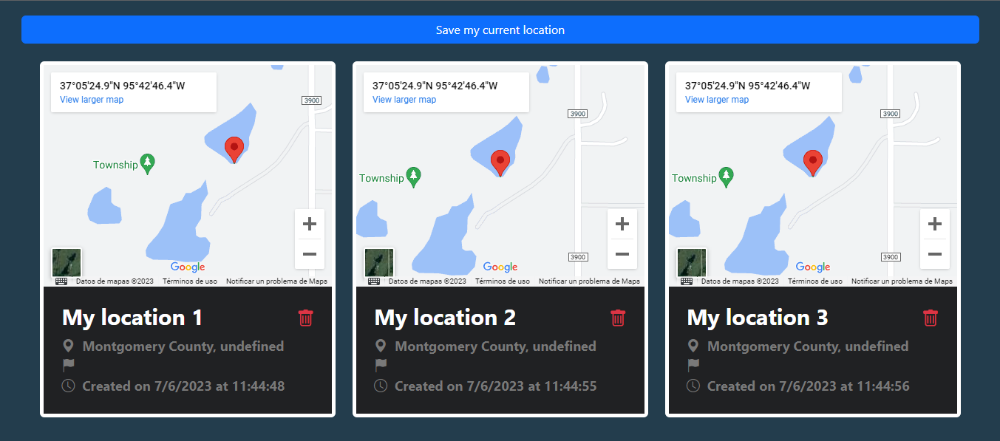 Save my current location
37°05'24.9"N 95°42'46.4"W
View larger map
3900
Township
Google
Datos de mapas ©2023 Términos de uso Notificar un problema de Maps
My location 1
Montgomery County, undefined
Created on 7/6/2023 at 11:44:48
37°05'24.9"N 95°42'46.4"W
View larger map
3900
Township
3900
Google
Datos de mapas ©2023 Términos de uso Notificar un problema de Maps
My location 2
Montgomery County, undefined
Created on 7/6/2023 at 11:44:55
37°05'24.9"N 95°42'46.4"W
View larger map
3900
Township
3900
Google
Datos de mapas ©2023 Términos de uso Notificar un problema de Maps
My location 3
Montgomery County, undefined
Created on 7/6/2023 at 11:44:56